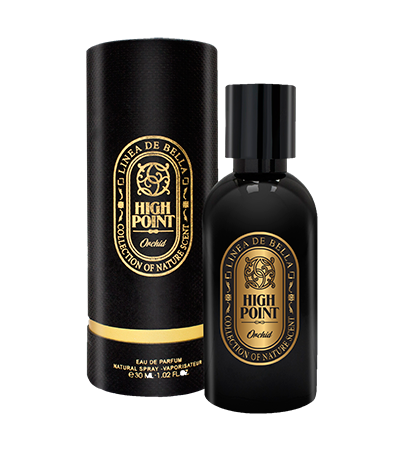 LINEA DE BELLA
HIGH
POINT
Orchid
COLLECTION OF NATURE SCENT
EAU DE PARFUM
NATURAL SPRAY -VAPORISATEUR
℮30 ML-1.02 FL.OZ
LINEA DE BELLA
HIGH
POINT
Orchid
COLLECTION OF NATURE SCENT